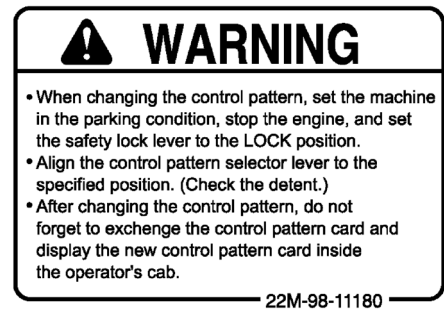 WARNING
• When changing the control pattern, set the machine
in the parking condition, stop the engine, and set
the safety lock lever to the LOCK position.
• Align the control pattern selector lever to the
specified position. (Check the detent.)
• After changing the control pattern, do not
forget to exchenge the control pattern card and
display the new control pattern card inside
the operator's cab.
22M-98-11180